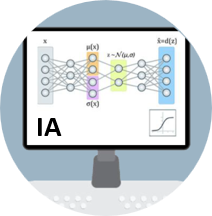 μ(x)
x
z ~ N(μ,σ)
x̂=d(z)
IA
σ(x)